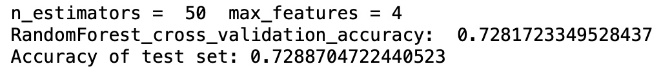 n_estimators =  50  max_features = 4
RandomForest_cross_validation_accuracy:  0.7281723349528437
Accuracy of test set: 0.7288704722440523